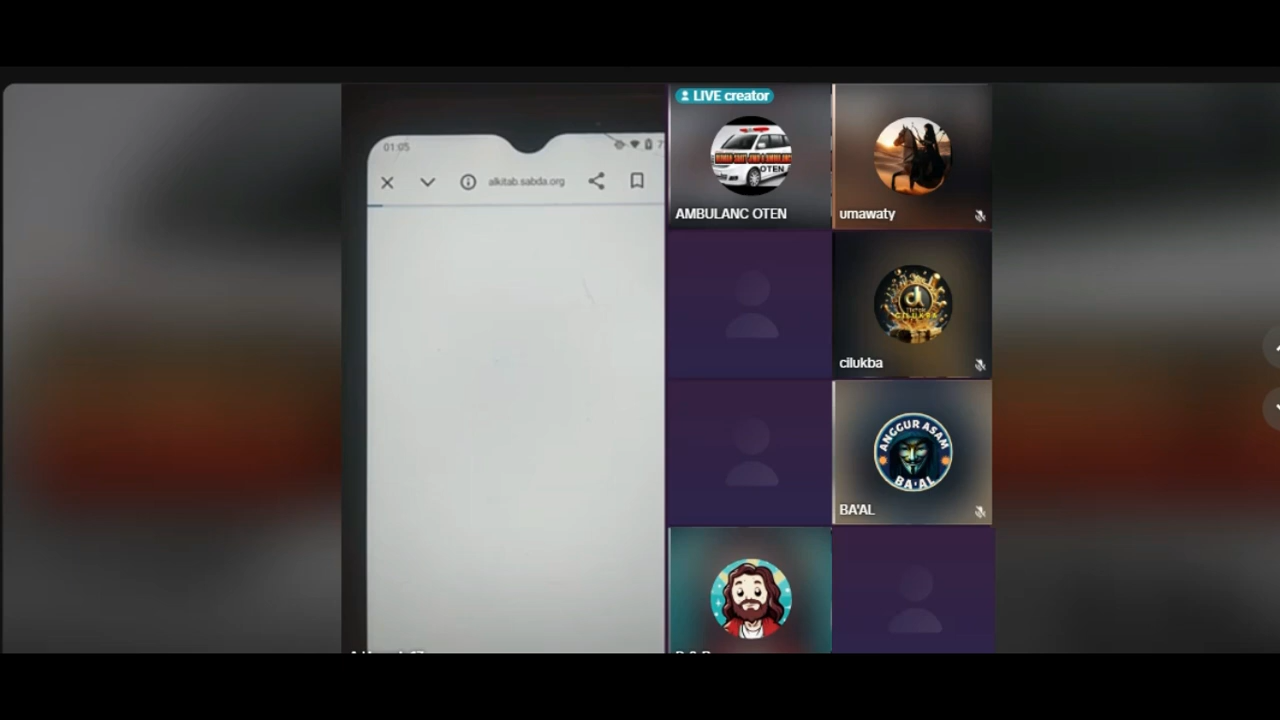 01:05
alkitab.sabda.org
LIVE creator
OTEN
AMBULANC OTEN
umawaty
cilukba
ANGGUR ASAM
BA'AL
BA'AL